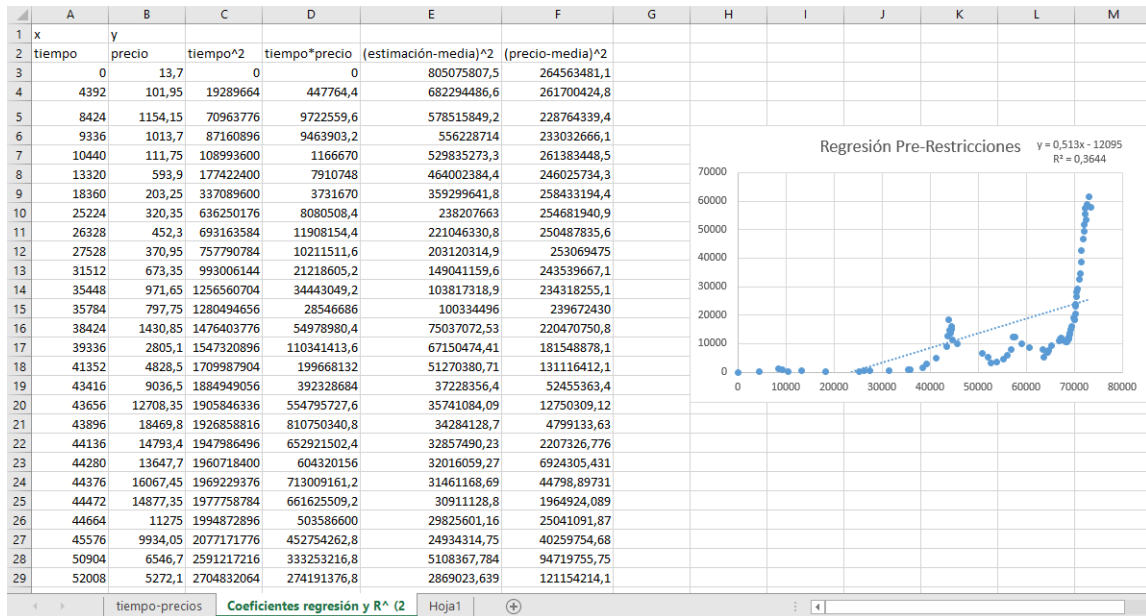 A B C D E F G H I J K L M
1 x y
2 tiempo precio tiempo^2 tiempo*precio (estimación-media)^2 (precio-media)^2
3 0 13,7 0 0 805075807,5 264563481,1
4 4392 101,95 19289664 447764,4 682294486,6 261700424,8
5 8424 1154,15 70963776 9722559,6 578515849,2 228764339,4
6 9336 1013,7 87160896 9463903,2 556228714 233032666,1
7 10440 111,75 108993600 1166670 529835273,3 261383448,5
8 13320 593,9 177422400 7910748 464002384,4 246025734,3
9 18360 203,25 337089600 3731670 359299641,8 258433194,4
10 25224 320,35 636250176 8080508,4 238207663 254681940,9
11 26328 452,3 693163584 11908154,4 221046330,8 250487835,6
12 27528 370,95 757790784 10211511,6 203120314,9 253069475
13 31512 673,35 993006144 21218605,2 149041159,6 243539667,1
14 35448 971,65 1256560704 34443049,2 103817318,9 234318255,1
15 35784 797,75 1280494656 28546686 100334496 239672430
16 38424 1430,85 1476403776 54978980,4 75037072,53 220470750,8
17 39336 2805,1 1547320896 110341413,6 67150474,41 181548878,1
18 41352 4828,5 1709987904 199668132 51270380,71 131116412,1
19 43416 9036,5 1884949056 392328684 37228356,4 52455363,4
20 43656 12708,35 1905846336 554795727,6 35741084,09 12750309,12
21 43896 18469,8 1926858816 810750340,8 34284128,7 4799133,63
22 44136 14793,4 1947986496 652921502,4 32857490,23 2207326,776
23 44280 13647,7 1960718400 604320156 32016059,27 6924305,431
24 44376 16067,45 1969229376 713009161,2 31461168,69 44798,89731
25 44472 14877,35 1977758784 661625509,2 30911128,8 1964924,089
26 44664 11275 1994872896 503586600 29825601,16 25041091,87
27 45576 9934,05 2077171776 452754262,8 24934314,75 40259754,68
28 50904 6546,7 2591217216 333253216,8 5108367,784 94719755,75
29 52008 5272,1 2704832064 274191376,8 2869023,639 121154214,1
Regresión Pre-Restricciones
y = 0,513x - 12095
R² = 0,3644
70000
60000
50000
40000
30000
20000
10000
0
0 10000 20000 30000 40000 50000 60000 70000 80000
tiempo-precios Coeficientes regresión y R^ (2 Hoja1